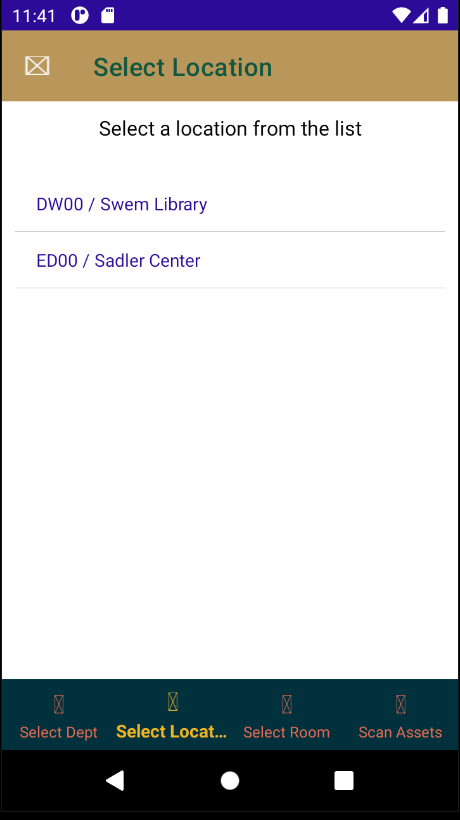 11:41
Select Location
Select a location from the list
DW00 / Swem Library
ED00 / Sadler Center
Select Dept
Select Locat...
Select Room
Scan Assets